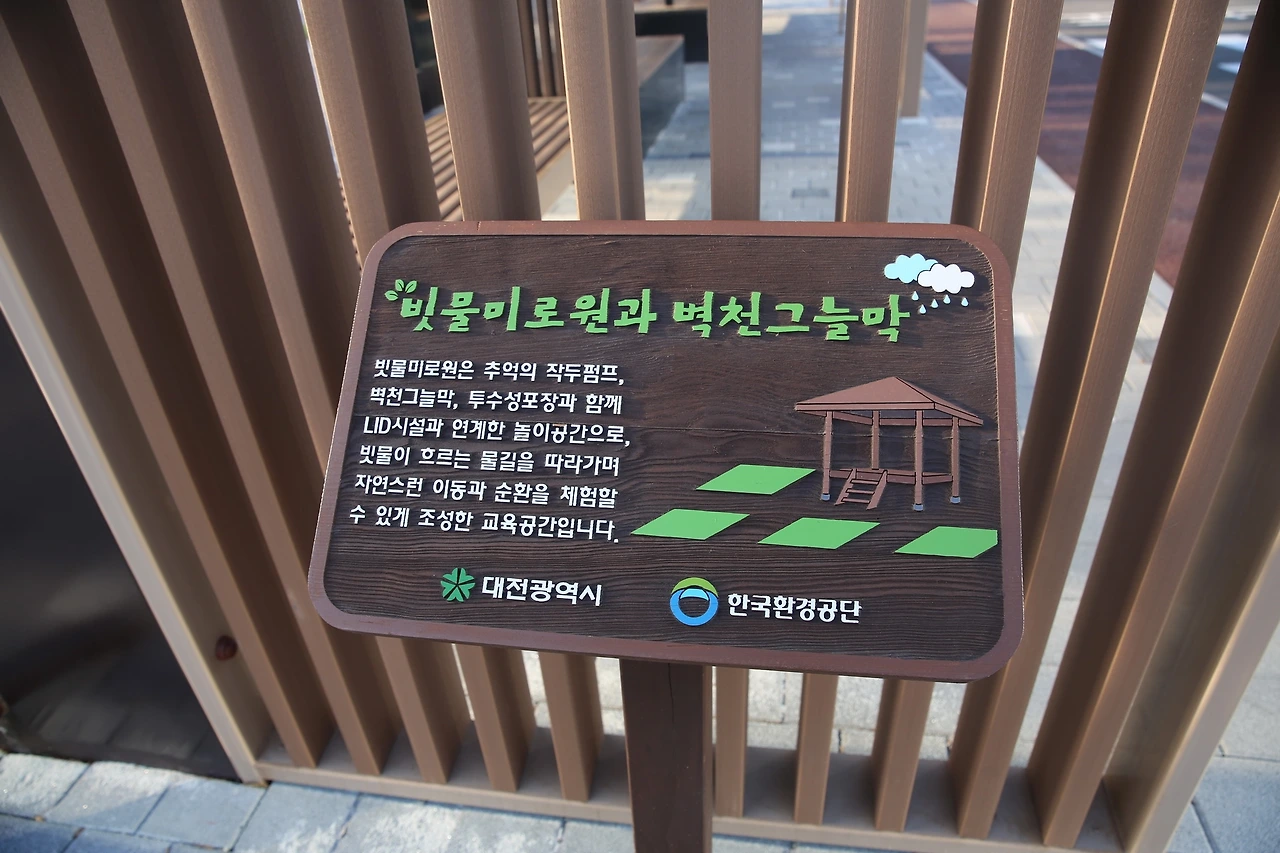 빗물미로원과 벽천그늘막
빗물미로원은 추억의 작두펌프,
벽천그늘막, 투수성포장과 함께
LID시설과 연계한 놀이공간으로,
빗물이 흐르는 물길을 따라가며
자연스런 이동과 순환을 체험할
수 있게 조성한 교육공간입니다.
대전광역시
한국환경공단